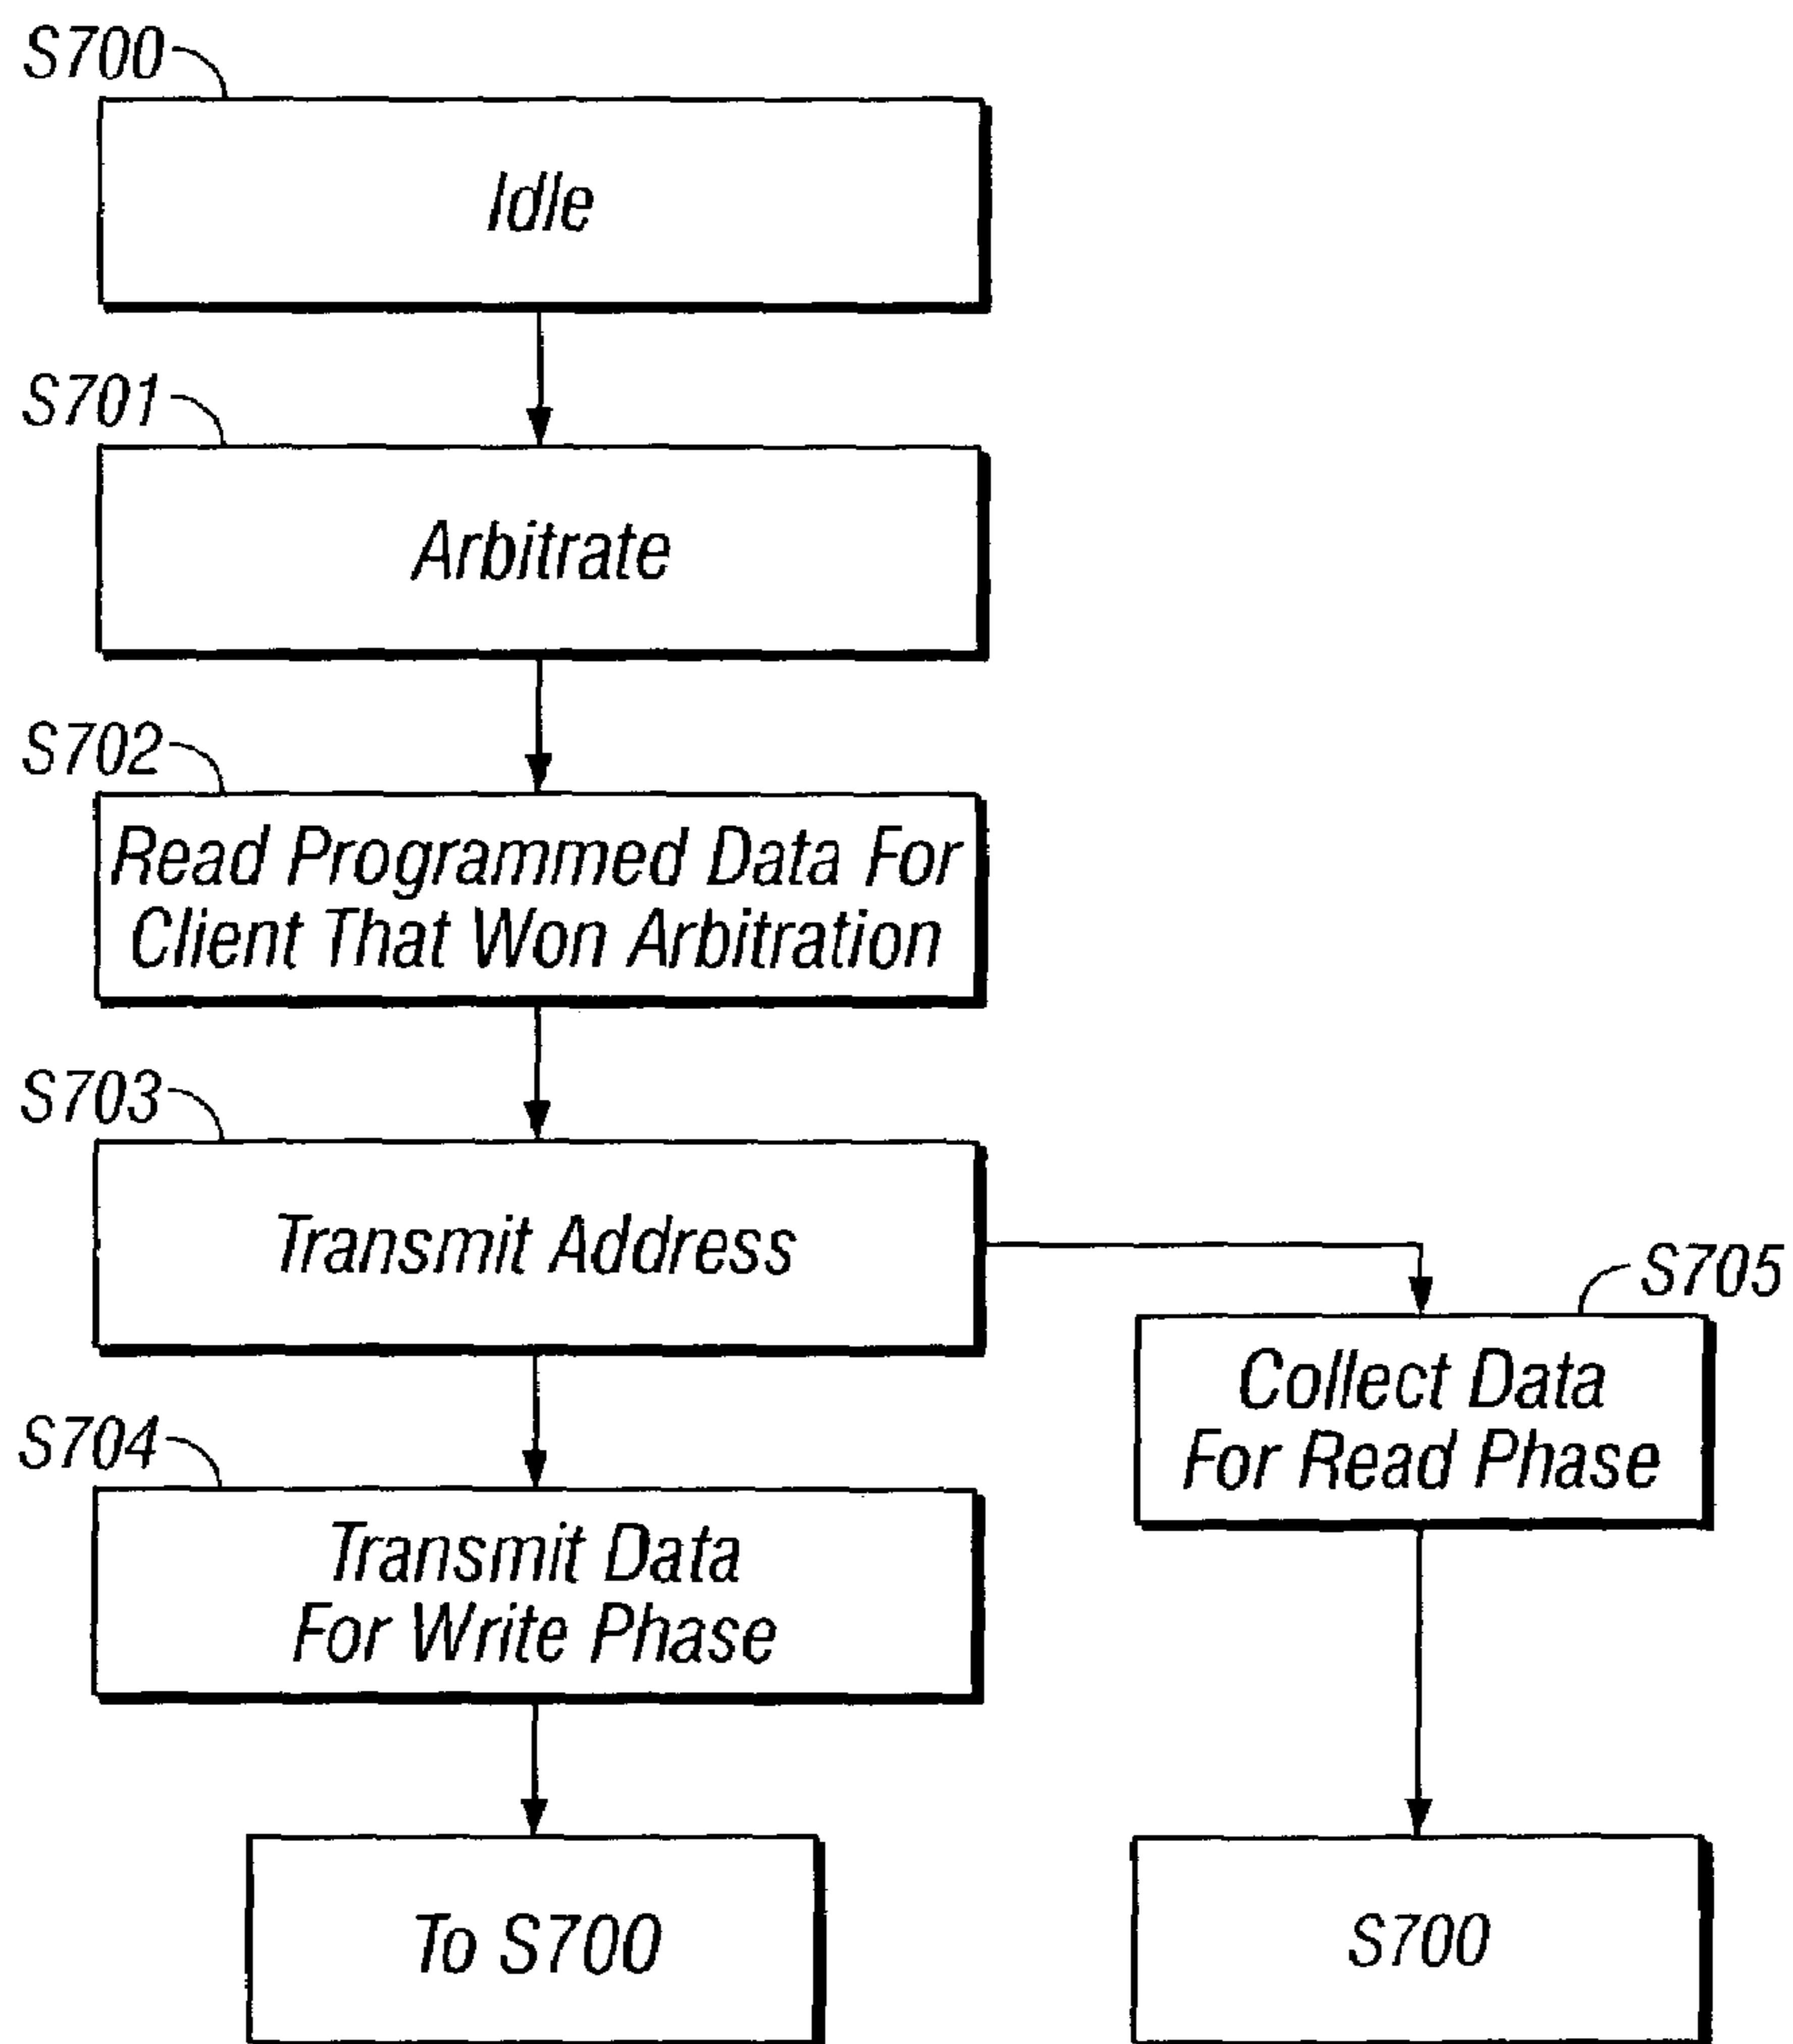 S700
Idle
S701
Arbitrate
S702
Read Programmed Data For
Client That Won Arbitration
S703
Transmit Address
S705
Collect Data
For Read Phase
S704
Transmit Data
For Write Phase
To S700
S700